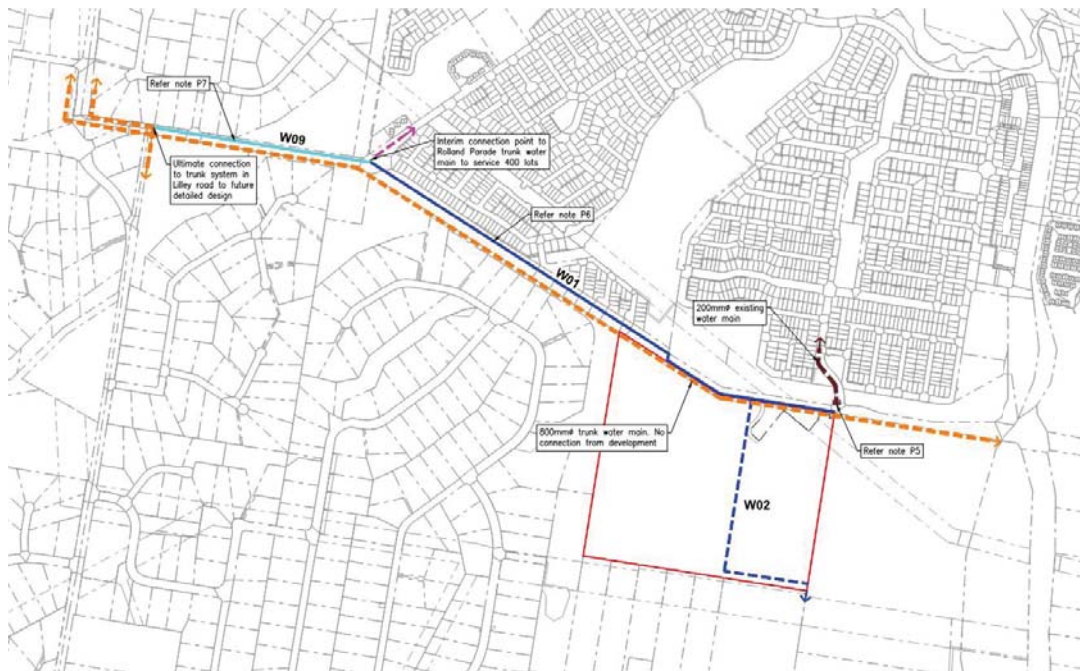 Refer note P7
W09
Interim connection point to
Rolland Parade trunk water
main to service 400 lots
Ultimate connection
to trunk system in
Lilley road to future
detailed design
Refer note P6
W01
200mm# existing
water main
800mm# trunk water main. No
connection from development
Refer note P5
W02